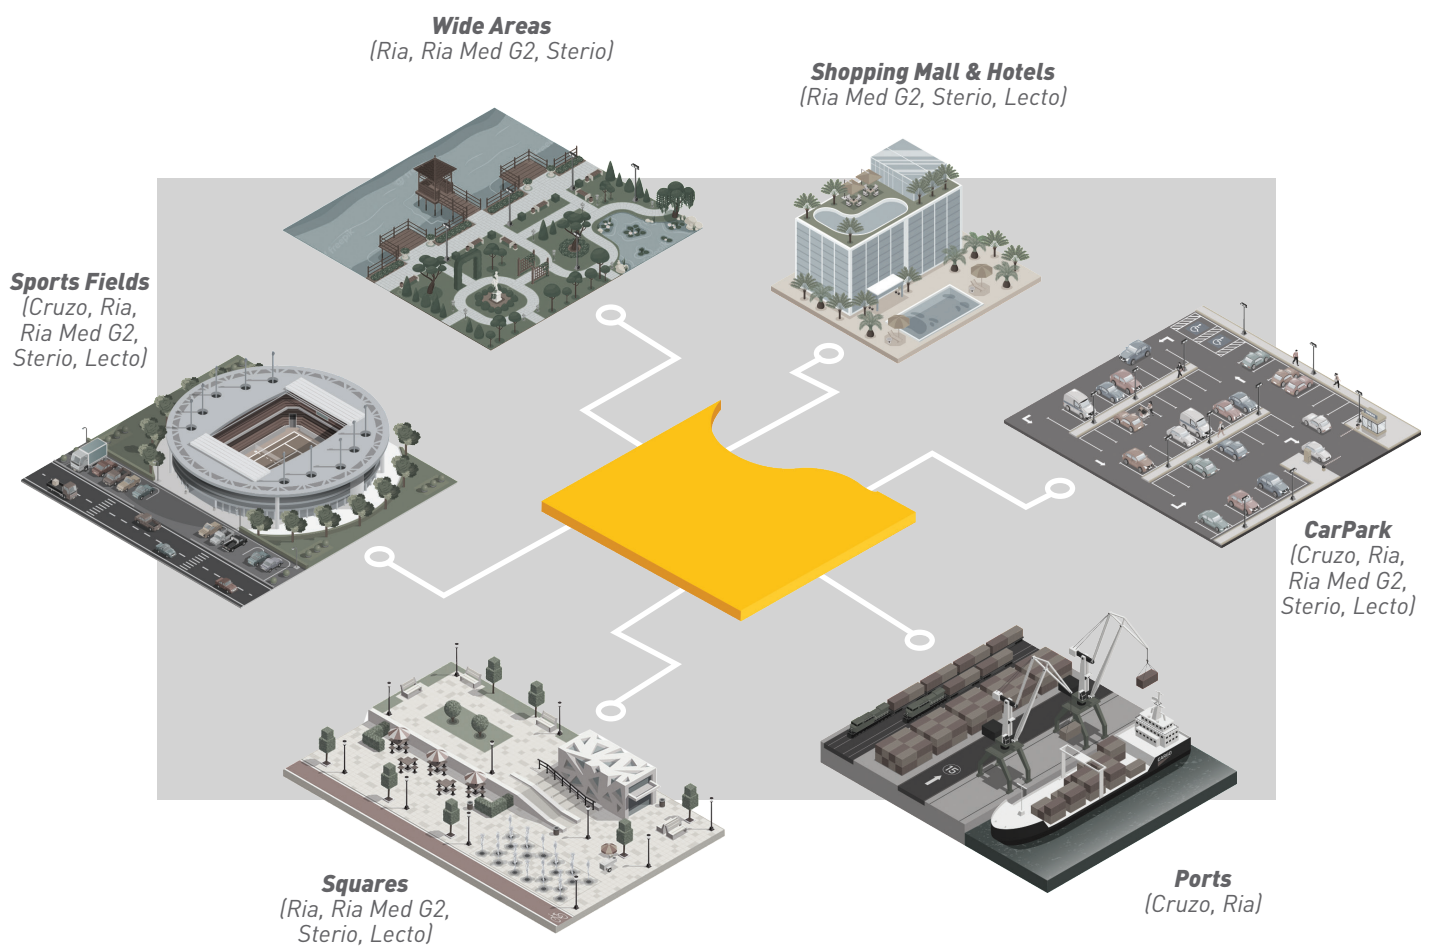 Wide Areas
(Ria, Ria Med G2, Sterio)
Shopping Mall & Hotels
(Ria Med G2, Sterio, Lecto)
Sports Fields
(Cruzo, Ria,
Ria Med G2,
Sterio, Lecto)
CarPark
(Cruzo, Ria,
Ria Med G2,
Sterio, Lecto)
15
Squares
(Ria, Ria Med G2,
Sterio, Lecto)
Ports
(Cruzo, Ria)